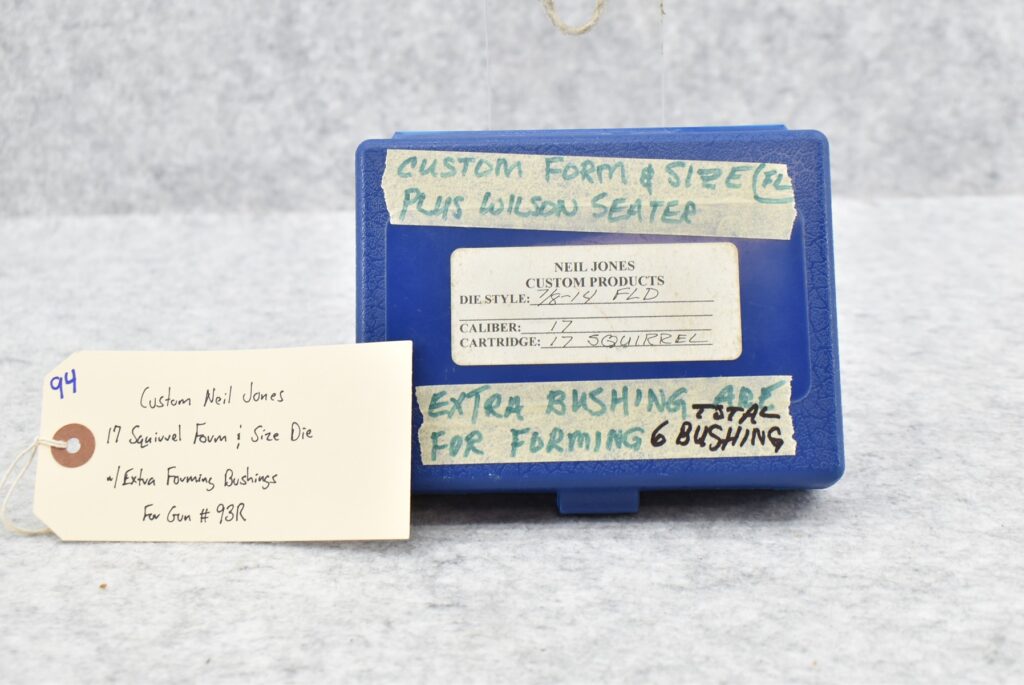 CUSTOM FORM & SIZE (FL
PLUS WILSON SEATER
NEIL JONES
CUSTOM PRODUCTS
DIE STYLE: 7/8-14 FLD
CALIBER: 17
CARTRIDGE: 17 SQUIRREL
EXTRA BUSHING ARE
FOR FORMING
TOTAL
6 BUSHING
94
Custom Neil Jones
17 Squirrel Form & Size Die
w/ Extra Forming Bushings
For Gun # 93R